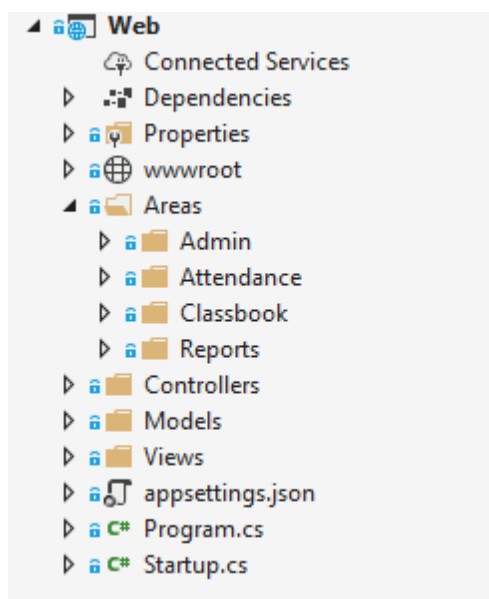 Web
Connected Services
Dependencies
Properties
wwwroot
Areas
Admin
Attendance
Classbook
Reports
Controllers
Models
Views
appsettings.json
C# Program.cs
C# Startup.cs